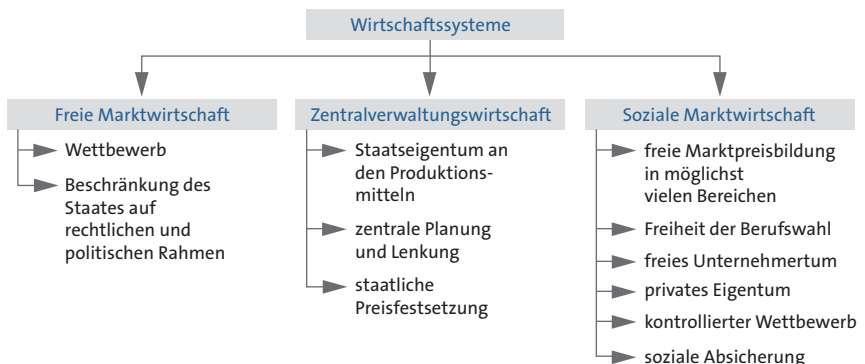 Wirtschaftssysteme
Freie Marktwirtschaft
Wettbewerb
Beschränkung des
Staates auf
rechtlichen und
politischen Rahmen
Zentralverwaltungswirtschaft
Staatseigentum an
den Produktions-
mitteln
zentrale Planung
und Lenkung
staatliche
Preisfestsetzung
Soziale Marktwirtschaft
freie Marktpreisbildung
in möglichst
vielen Bereichen
Freiheit der Berufswahl
freies Unternehmertum
privates Eigentum
kontrollierter Wettbewerb
soziale Absicherung